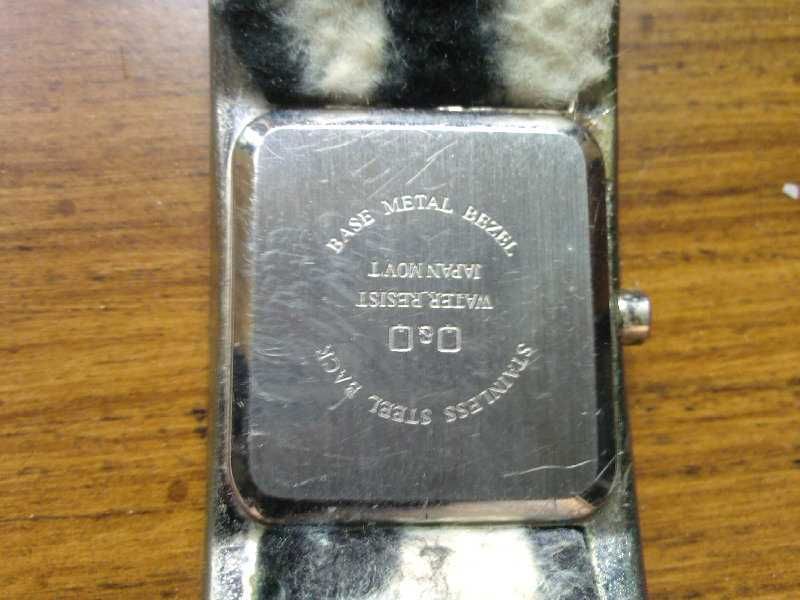 STAINLESS STEEL BACK
D&D
WATER RESIST
JAPAN MOV'T
BASE METAL BEZEL